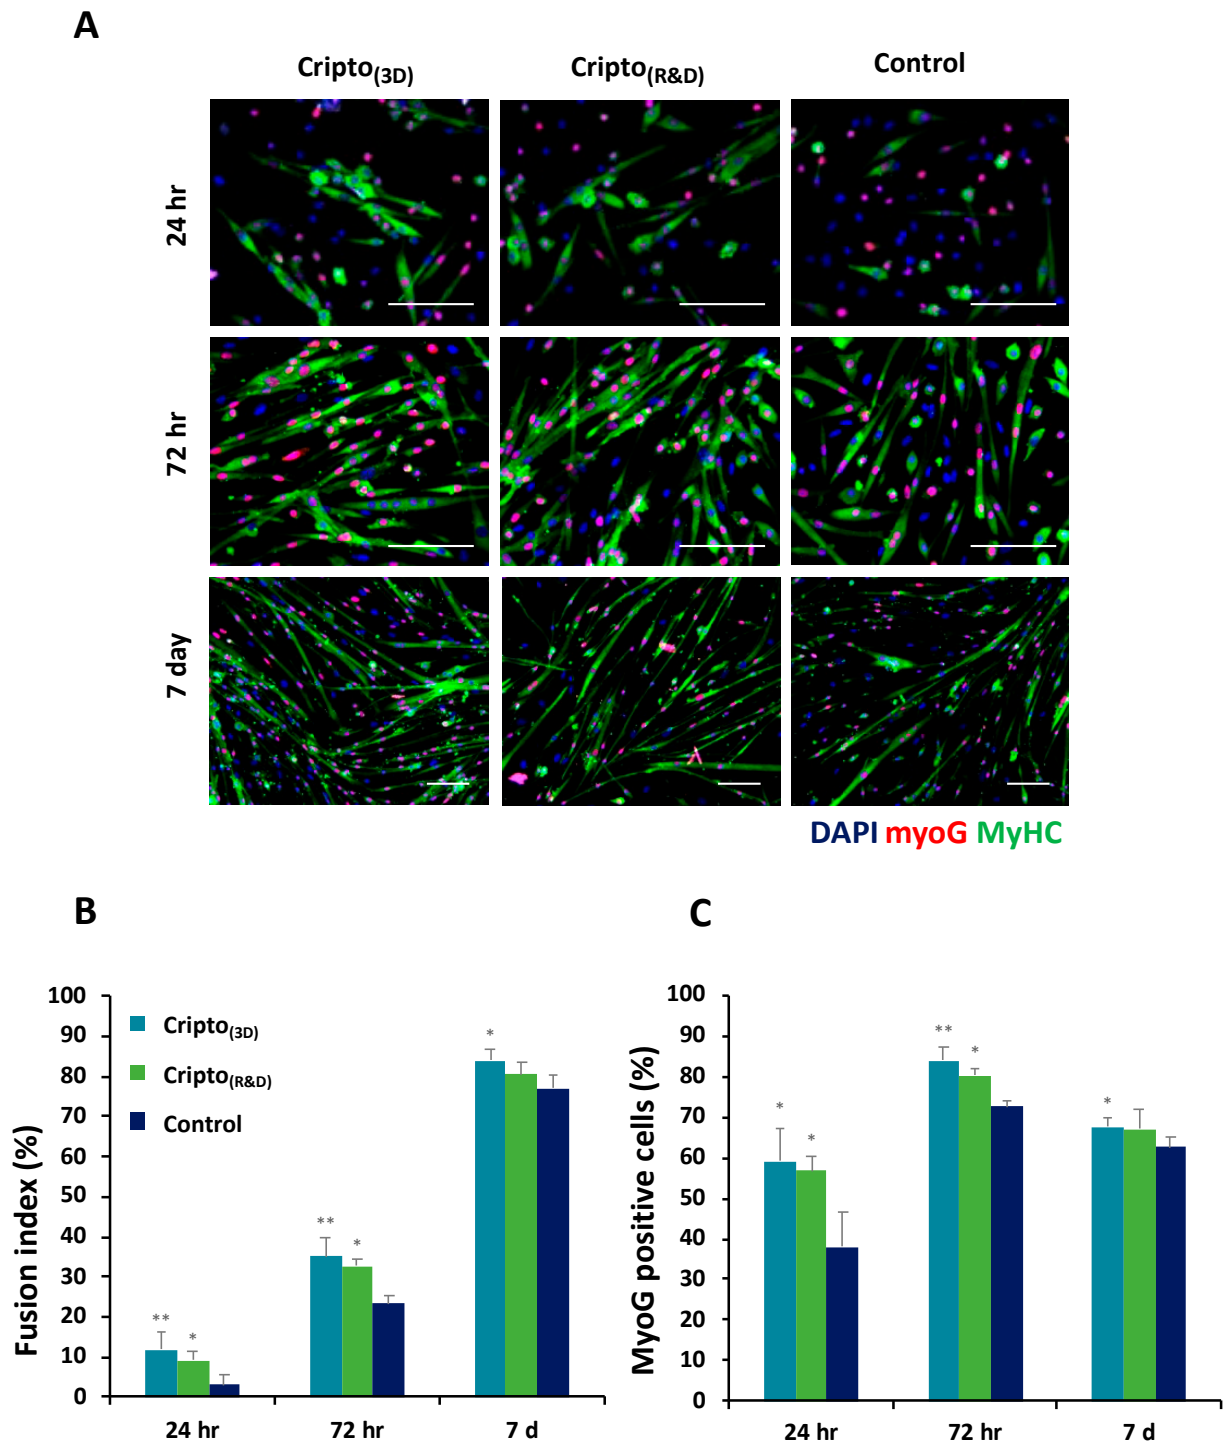 A
Cripto(3D) Cripto(R&D) Control
24 hr
72 hr
7 day
DAPI myoG MyHC
B
Fusion index (%)
100
90
80
70
60
50
40
30
20
10
0
Cripto(3D)
Cripto(R&D)
Control
** *
** *
*
24 hr 72 hr 7 d
C
MyoG positive cells (%)
100
90
80
70
60
50
40
30
20
10
0
* *
** *
*
24 hr 72 hr 7 d